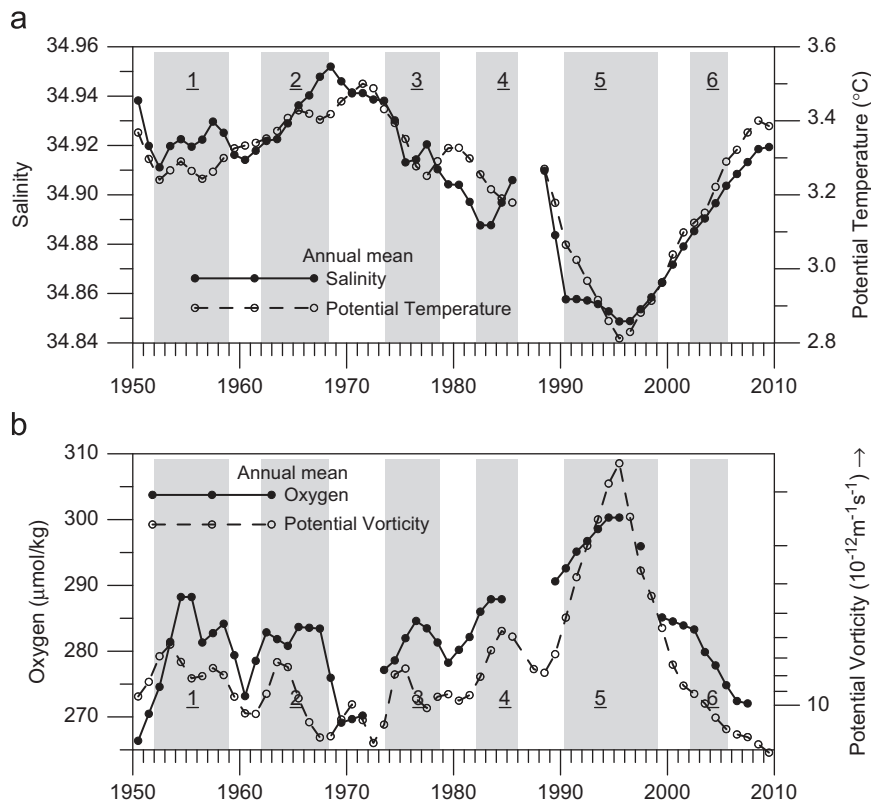 a
34.96
34.94
34.92
34.90
34.88
34.86
34.84
Salinity
3.6
3.4
3.2
3.0
2.8
Potential Temperature (°C)
1 2 3 4 5 6
Annual mean
Salinity
Potential Temperature
1950 1960 1970 1980 1990 2000 2010
b
310
300
290
280
270
Oxygen (μmol/kg)
10
Potential Vorticity (10-12m-1s-1) →
Annual mean
Oxygen
Potential Vorticity
1 2 3 4 5 6
1950 1960 1970 1980 1990 2000 2010